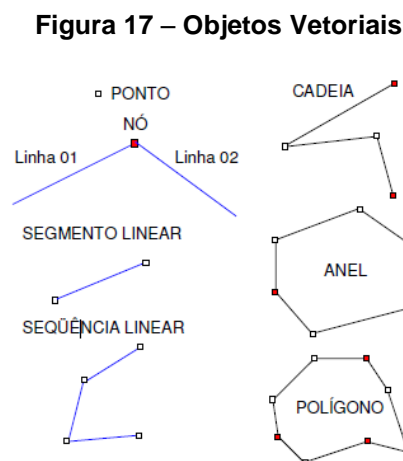 Figura 17 – Objetos Vetoriais
PONTO
NÓ
Linha 01
Linha 02
SEGMENTO LINEAR
SEQÜÊNCIA LINEAR
CADEIA
ANEL
POLÍGONO